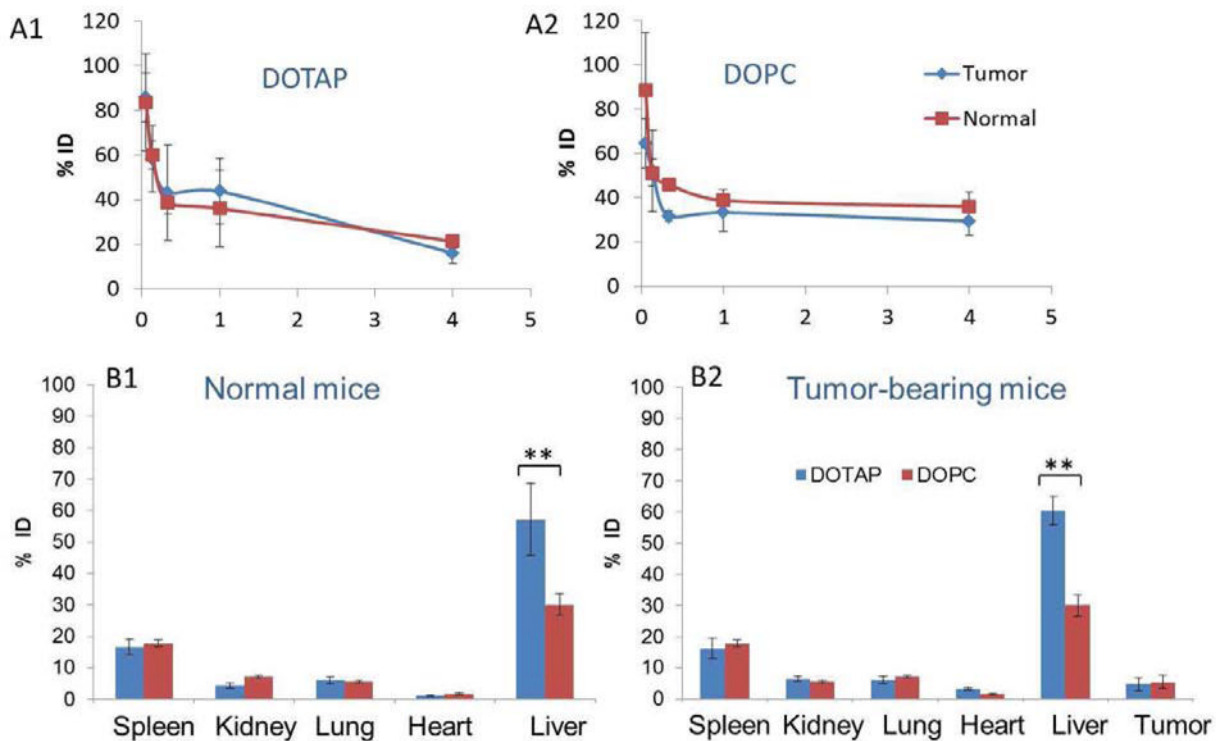 A1
DOTAP
% ID
120
100
80
60
40
20
0
0 1 2 3 4 5
A2
DOPC
Tumor
Normal
% ID
120
100
80
60
40
20
0
0 1 2 3 4 5
B1
Normal mice
% ID
100
90
80
70
60
50
40
30
20
10
0
**
Spleen Kidney Lung Heart Liver
B2
Tumor-bearing mice
DOTAP DOPC
% ID
100
90
80
70
60
50
40
30
20
10
0
**
Spleen Kidney Lung Heart Liver Tumor